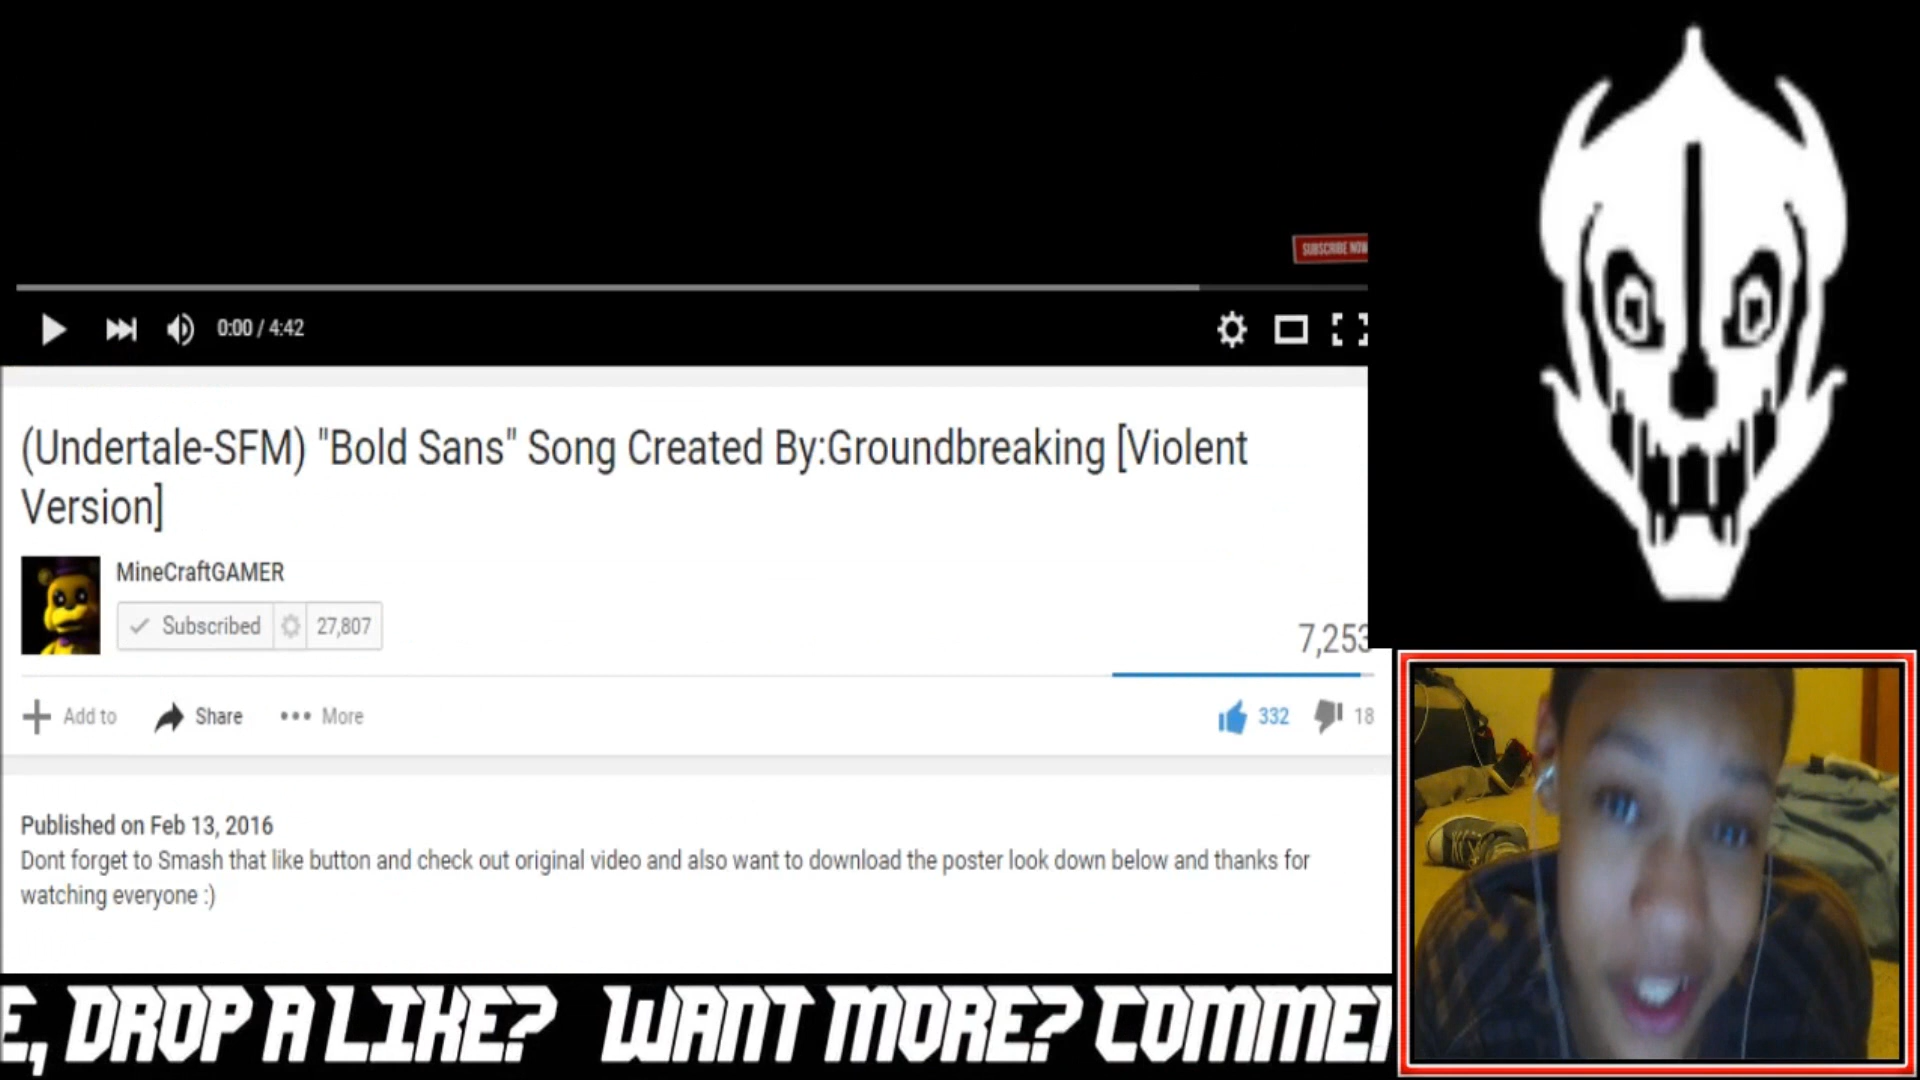 SUBSCRIBE NOW
0:00 / 4:42
(Undertale-SFM) "Bold Sans" Song Created By:Groundbreaking [Violent
Version]
MineCraftGAMER
Subscribed 27,807
7,253
Add to Share More 332 18
Published on Feb 13, 2016
Dont forget to Smash that like button and check out original video and also want to download the poster look down below and thanks for
watching everyone :)
E, DROP A LIKE? WANT MORE? COMME